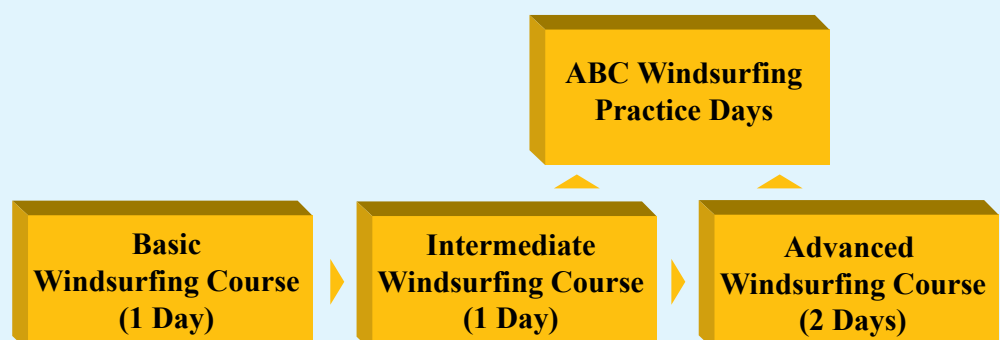 ABC Windsurfing
Practice Days
Basic
Windsurfing Course
(1 Day)
Intermediate
Windsurfing Course
(1 Day)
Advanced
Windsurfing Course
(2 Days)